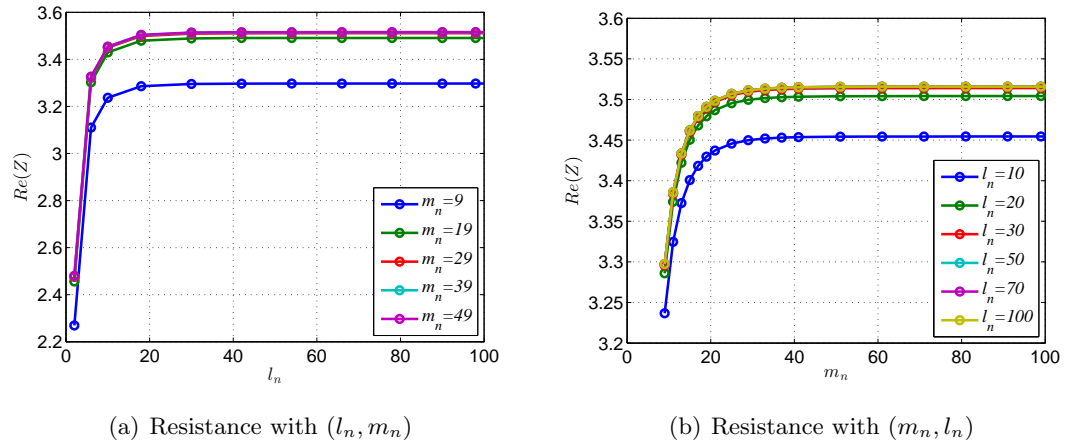 3.6
3.4
3.2
3
2.8
2.6
2.4
2.2
Re(Z)
0 20 40 60 80 100
l_n
m_n=9
m_n=19
m_n=29
m_n=39
m_n=49
(a) Resistance with (l_n, m_n)
3.6
3.55
3.5
3.45
3.4
3.35
3.3
3.25
3.2
Re(Z)
0 20 40 60 80 100
m_n
l_n=10
l_n=20
l_n=30
l_n=50
l_n=70
l_n=100
(b) Resistance with (m_n, l_n)